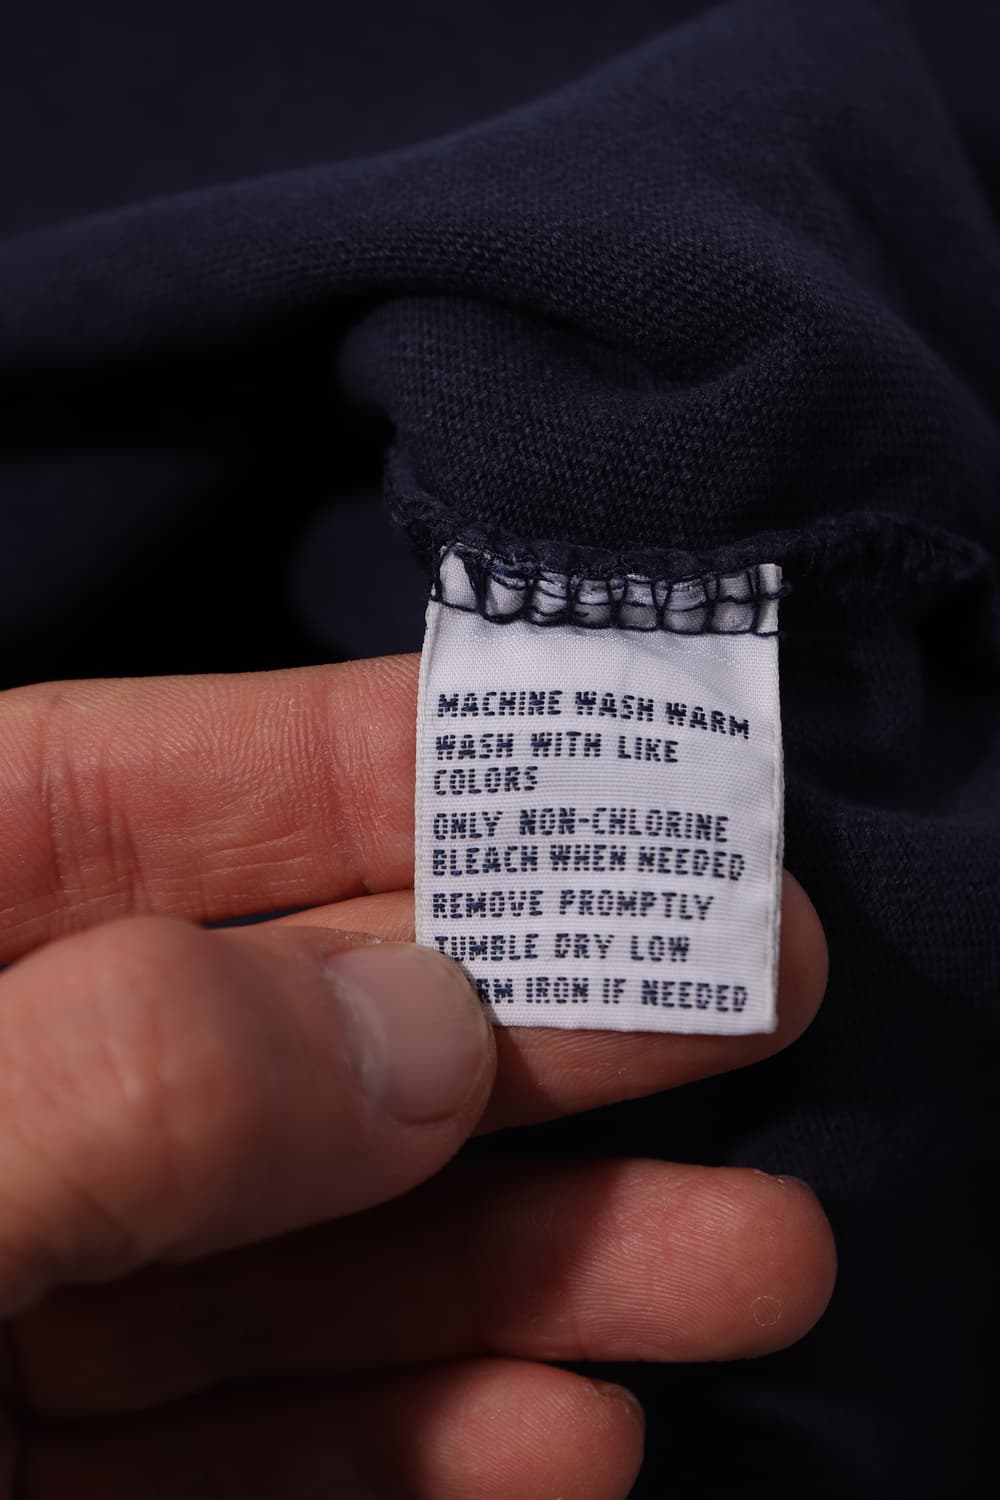 MACHINE WASH WARM
WASH WITH LIKE
COLORS
ONLY NON-CHLORINE
BLEACH WHEN NEEDED
REMOVE PROMPTLY
TUMBLE DRY LOW
IRON IF NEEDED